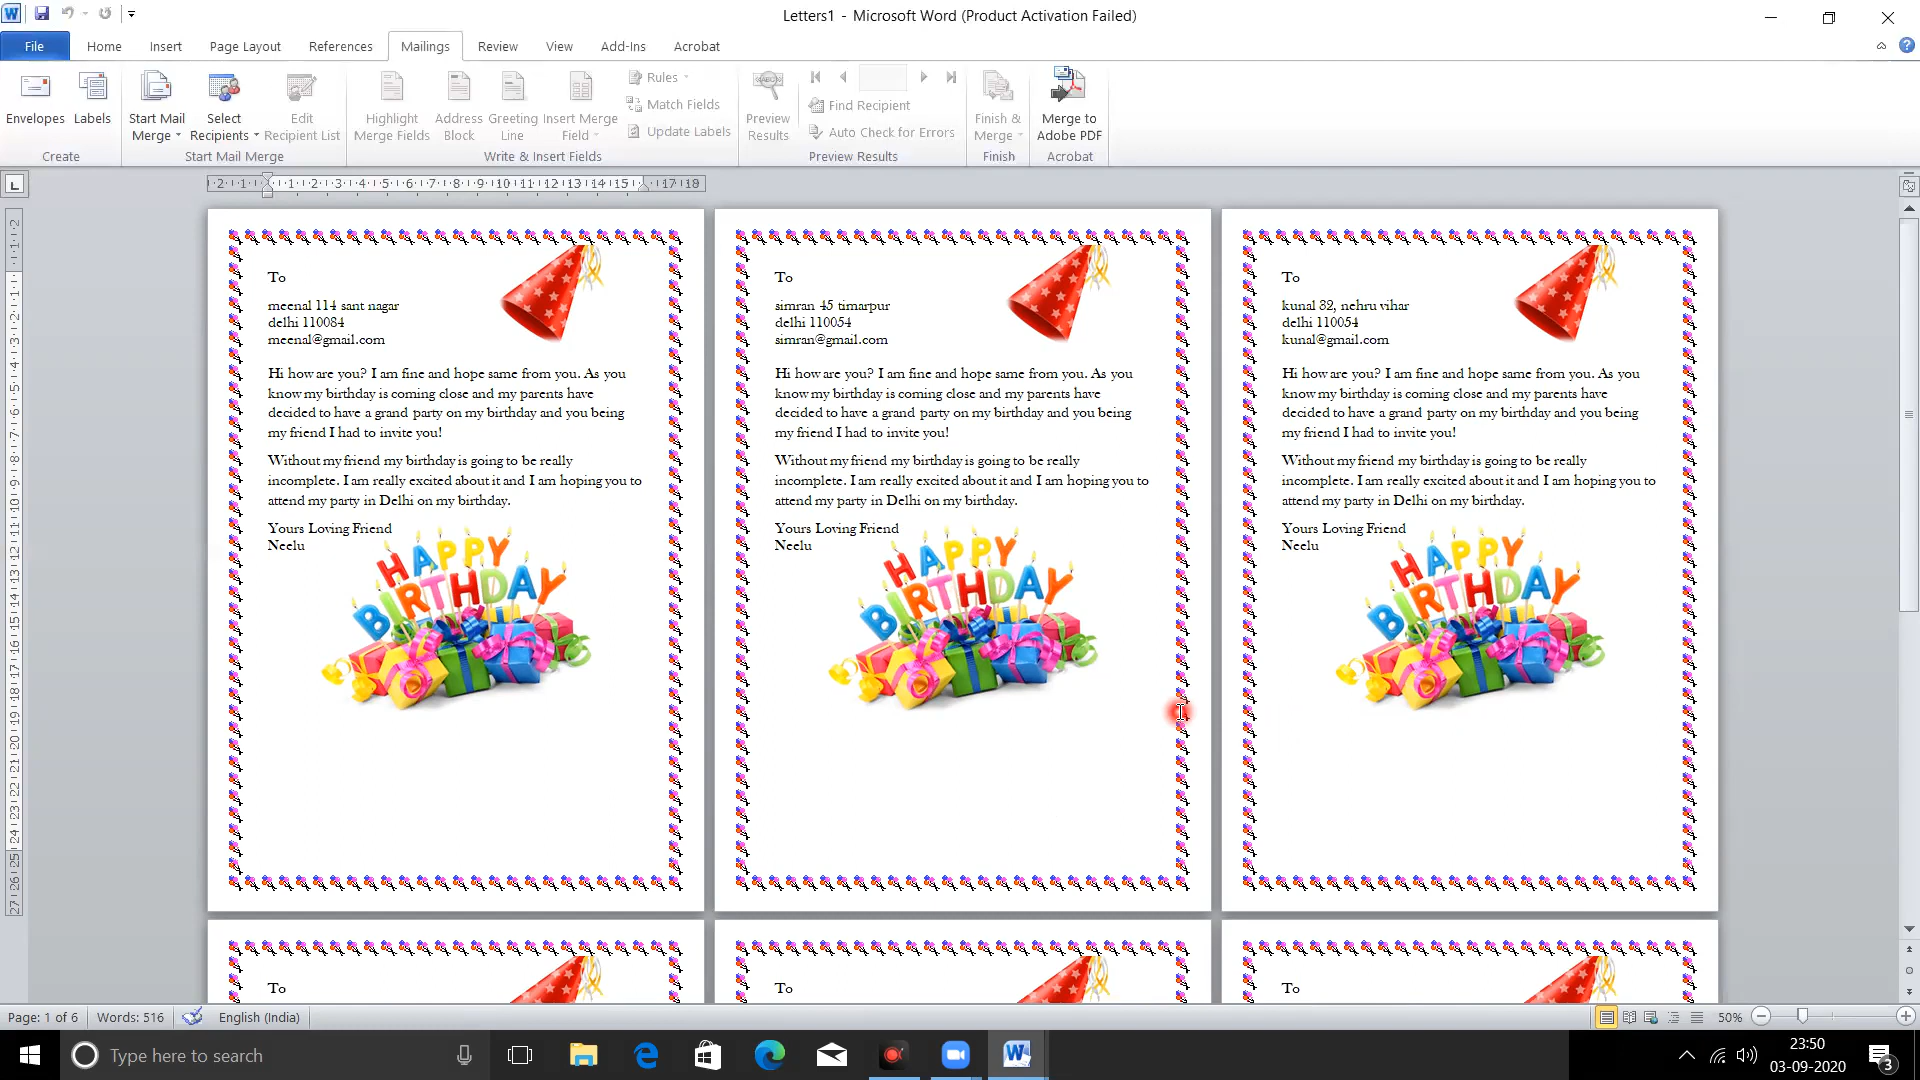 Letters1 - Microsoft Word (Product Activation Failed)
File Home Insert Page Layout References Mailings Review View Add-Ins Acrobat
Envelopes Labels
Create
Start Mail Merge
Select Recipients
Edit Recipient List
Start Mail Merge
Highlight Merge Fields
Address Block
Greeting Line
Insert Merge Field
Rules
Match Fields
Update Labels
Write & Insert Fields
Preview Results
Find Recipient
Auto Check for Errors
Preview Results
Finish & Merge
Finish
Merge to Adobe PDF
Acrobat
To
meenal 114 sant nagar
delhi 110084
meenal@gmail.com
Hi how are you? I am fine and hope same from you. As you
know my birthday is coming close and my parents have
decided to have a grand party on my birthday and you being
my friend I had to invite you!
Without my friend my birthday is going to be really
incomplete. I am really excited about it and I am hoping you to
attend my party in Delhi on my birthday.
Yours Loving Friend
Neelu
HAPPY
BIRTHDAY
To
simran 45 timarpur
delhi 110054
simran@gmail.com
Hi how are you? I am fine and hope same from you. As you
know my birthday is coming close and my parents have
decided to have a grand party on my birthday and you being
my friend I had to invite you!
Without my friend my birthday is going to be really
incomplete. I am really excited about it and I am hoping you to
attend my party in Delhi on my birthday.
Yours Loving Friend
Neelu
HAPPY
BIRTHDAY
To
kunal 32, nehru vihar
delhi 110054
kunal@gmail.com
Hi how are you? I am fine and hope same from you. As you
know my birthday is coming close and my parents have
decided to have a grand party on my birthday and you being
my friend I had to invite you!
Without my friend my birthday is going to be really
incomplete. I am really excited about it and I am hoping you to
attend my party in Delhi on my birthday.
Yours Loving Friend
Neelu
HAPPY
BIRTHDAY
To
To
To
Page: 1 of 6 Words: 516 English (India) 50%
Type here to search
23:50
03-09-2020
3